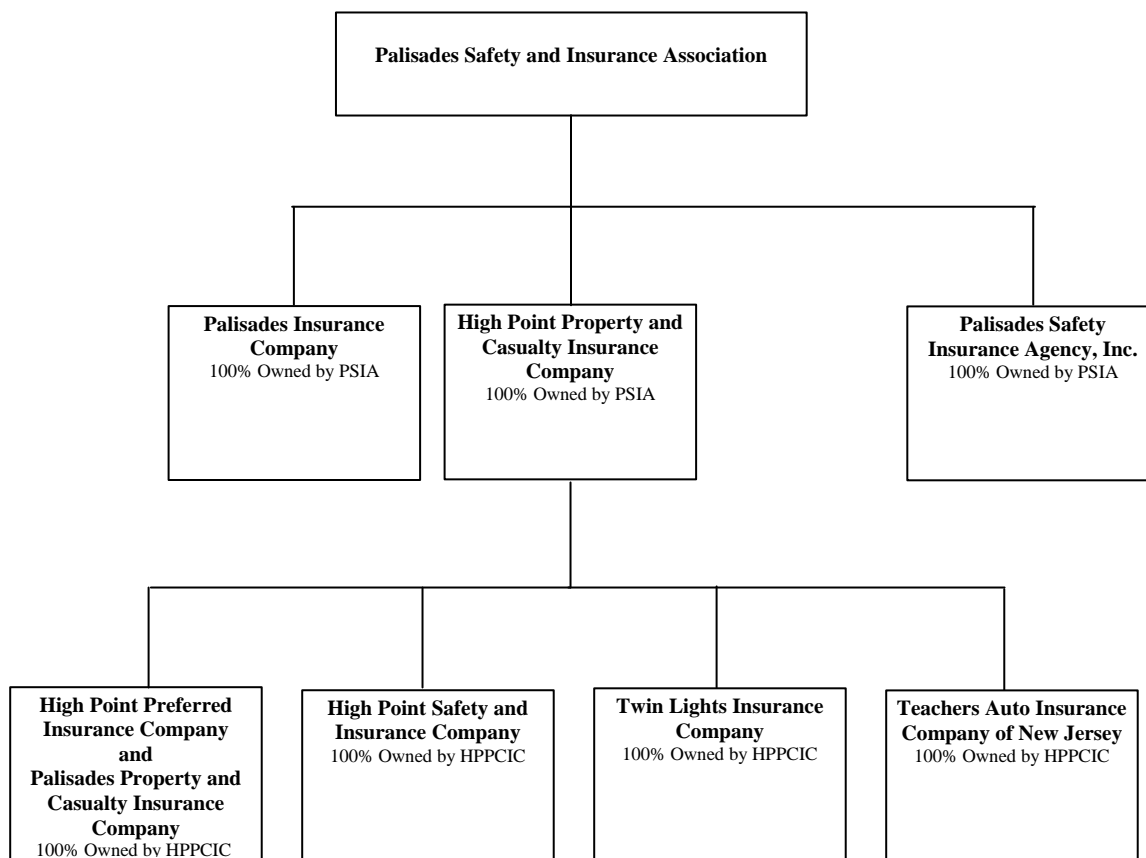 Palisades Safety and Insurance Association
Palisades Insurance
Company
100% Owned by PSIA
High Point Property and
Casualty Insurance
Company
100% Owned by PSIA
Palisades Safety
Insurance Agency, Inc.
100% Owned by PSIA
High Point Preferred
Insurance Company
and
Palisades Property and
Casualty Insurance
Company
100% Owned by HPPCIC
High Point Safety and
Insurance Company
100% Owned by HPPCIC
Twin Lights Insurance
Company
100% Owned by HPPCIC
Teachers Auto Insurance
Company of New Jersey
100% Owned by HPPCIC